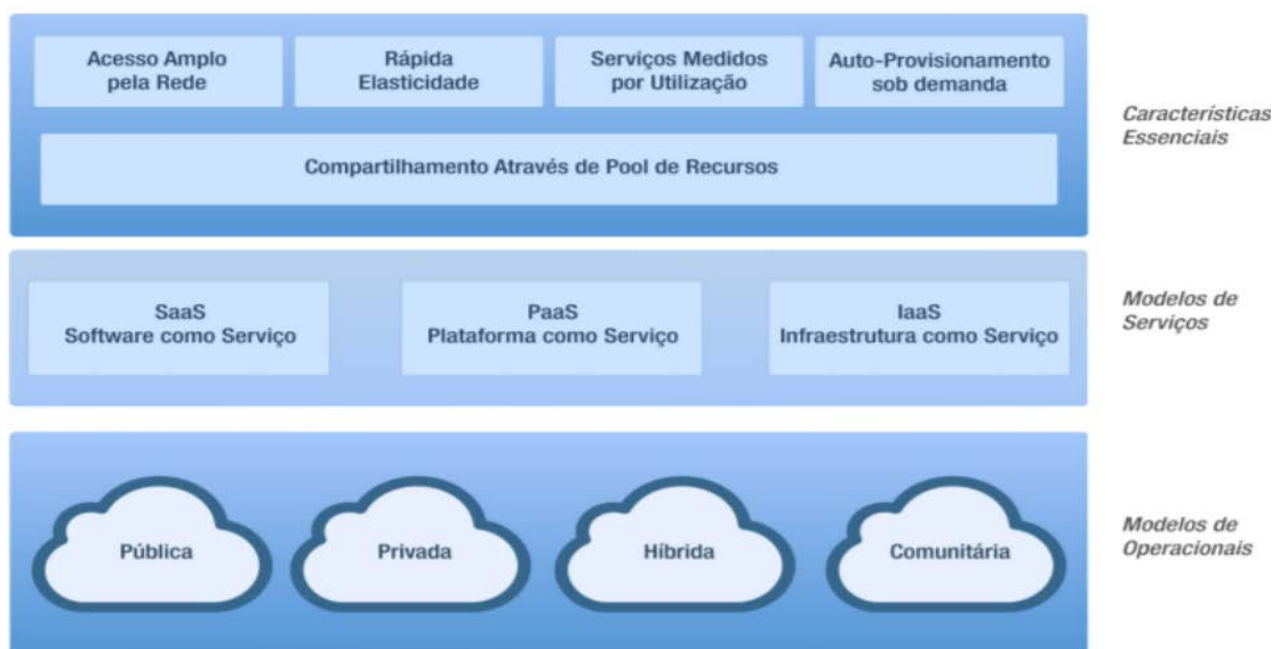 Acesso Amplo
pela Rede
Rápida
Elasticidade
Serviços Medidos
por Utilização
Auto-Provisionamento
sob demanda
Características
Essenciais
Compartilhamento Através de Pool de Recursos
SaaS
Software como Serviço
PaaS
Plataforma como Serviço
IaaS
Infraestrutura como Serviço
Modelos de
Serviços
Pública
Privada
Híbrida
Comunitária
Modelos de
Operacionais